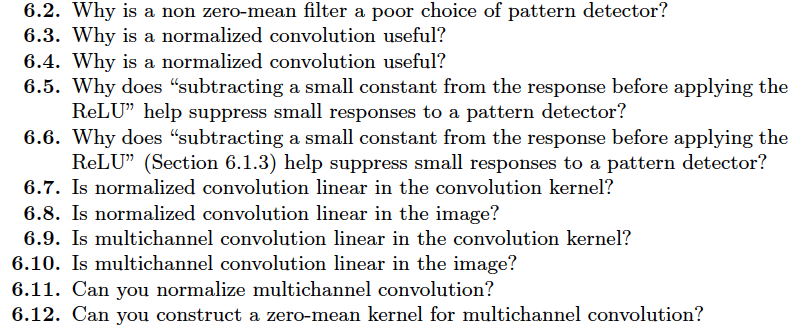 6.2. Why is a non zero-mean filter a poor choice of pattern detector?
6.3. Why is a normalized convolution useful?
6.4. Why is a normalized convolution useful?
6.5. Why does “subtracting a small constant from the response before applying the
ReLU” help suppress small responses to a pattern detector?
6.6. Why does “subtracting a small constant from the response before applying the
ReLU” (Section 6.1.3) help suppress small responses to a pattern detector?
6.7. Is normalized convolution linear in the convolution kernel?
6.8. Is normalized convolution linear in the image?
6.9. Is multichannel convolution linear in the convolution kernel?
6.10. Is multichannel convolution linear in the image?
6.11. Can you normalize multichannel convolution?
6.12. Can you construct a zero-mean kernel for multichannel convolution?